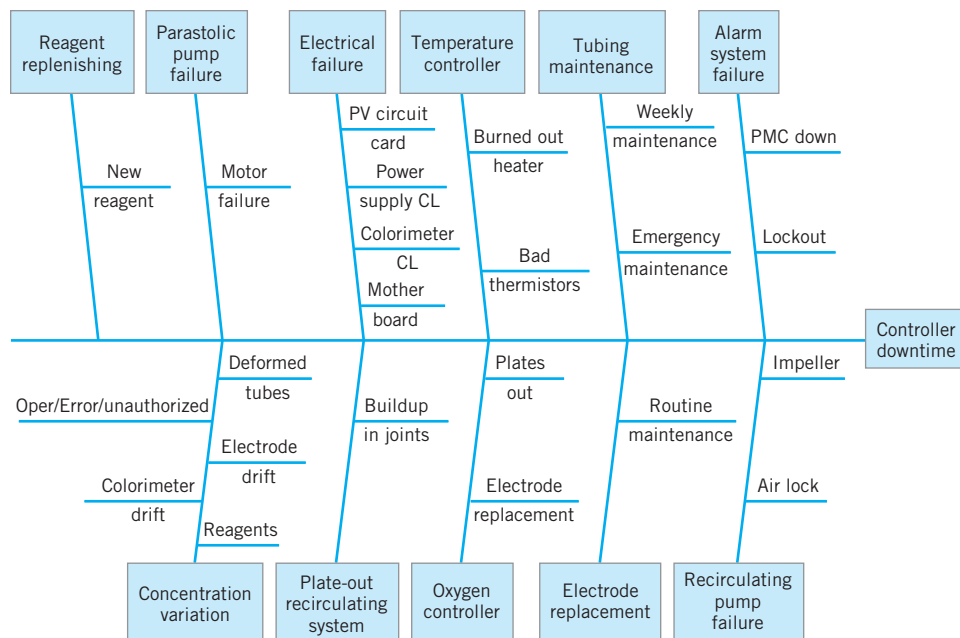 Reagent
replenishing
Parastolic
pump
failure
Electrical
failure
Temperature
controller
Tubing
maintenance
Alarm
system
failure
New
reagent
Motor
failure
PV circuit
card
Power
supply CL
Colorimeter
CL
Mother
board
Burned out
heater
Bad
thermistors
Weekly
maintenance
Emergency
maintenance
PMC down
Lockout
Controller
downtime
Deformed
tubes
Oper/Error/unauthorized
Electrode
drift
Colorimeter
drift
Reagents
Buildup
in joints
Plates
out
Electrode
replacement
Routine
maintenance
Impeller
Air lock
Concentration
variation
Plate-out
recirculating
system
Oxygen
controller
Electrode
replacement
Recirculating
pump
failure